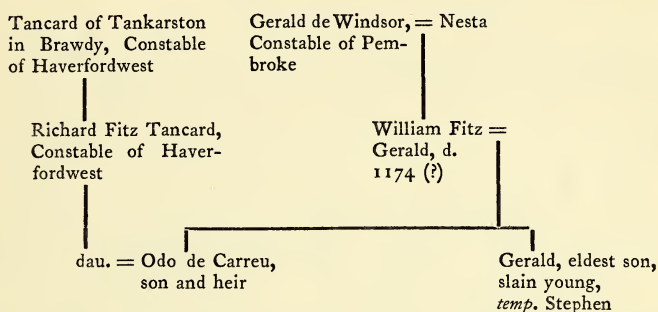 Tancard of Tankarston
in Brawdy, Constable
of Haverfordwest
Gerald de Windsor, = Nesta
Constable of Pem-
broke
Richard Fitz Tancard,
Constable of Haver-
fordwest
William Fitz =
Gerald, d.
1174 (?)
dau. = Odo de Carreu,
son and heir
Gerald, eldest son,
slain young,
temp. Stephen